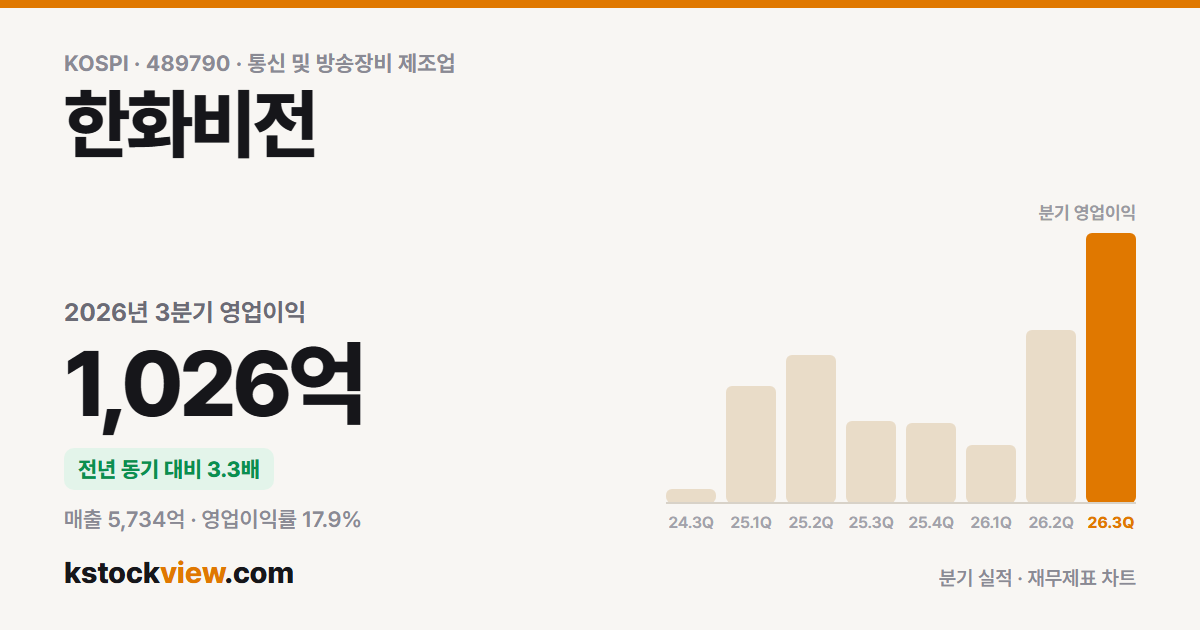 KOSPI · 489790 · 통신 및 방송장비 제조업
한화비전
분기 영업이익
2026년 3분기 영업이익
1,026억
전년 동기 대비 3.3배
매출 5,734억 · 영업이익률 17.9%
24.3Q 25.1Q 25.2Q 25.3Q 25.4Q 26.1Q 26.2Q 26.3Q
kstockview.com
분기 실적 · 재무제표 차트